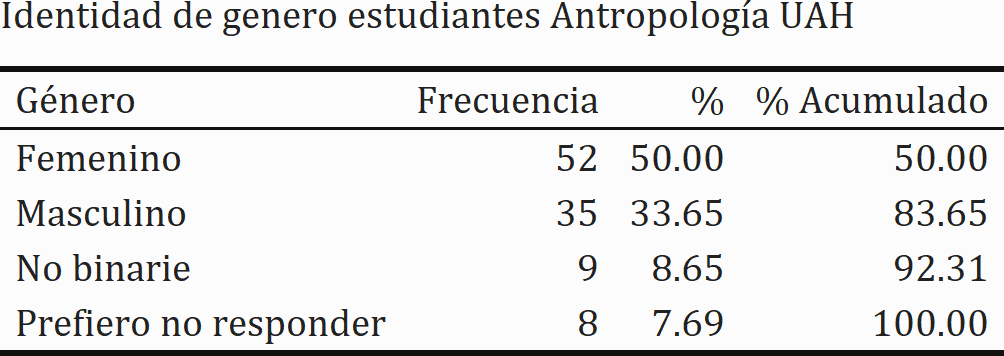 Identidad de genero estudiantes Antropología UAH
Género Frecuencia % % Acumulado
Femenino 52 50.00 50.00
Masculino 35 33.65 83.65
No binarie 9 8.65 92.31
Prefiero no responder 8 7.69 100.00